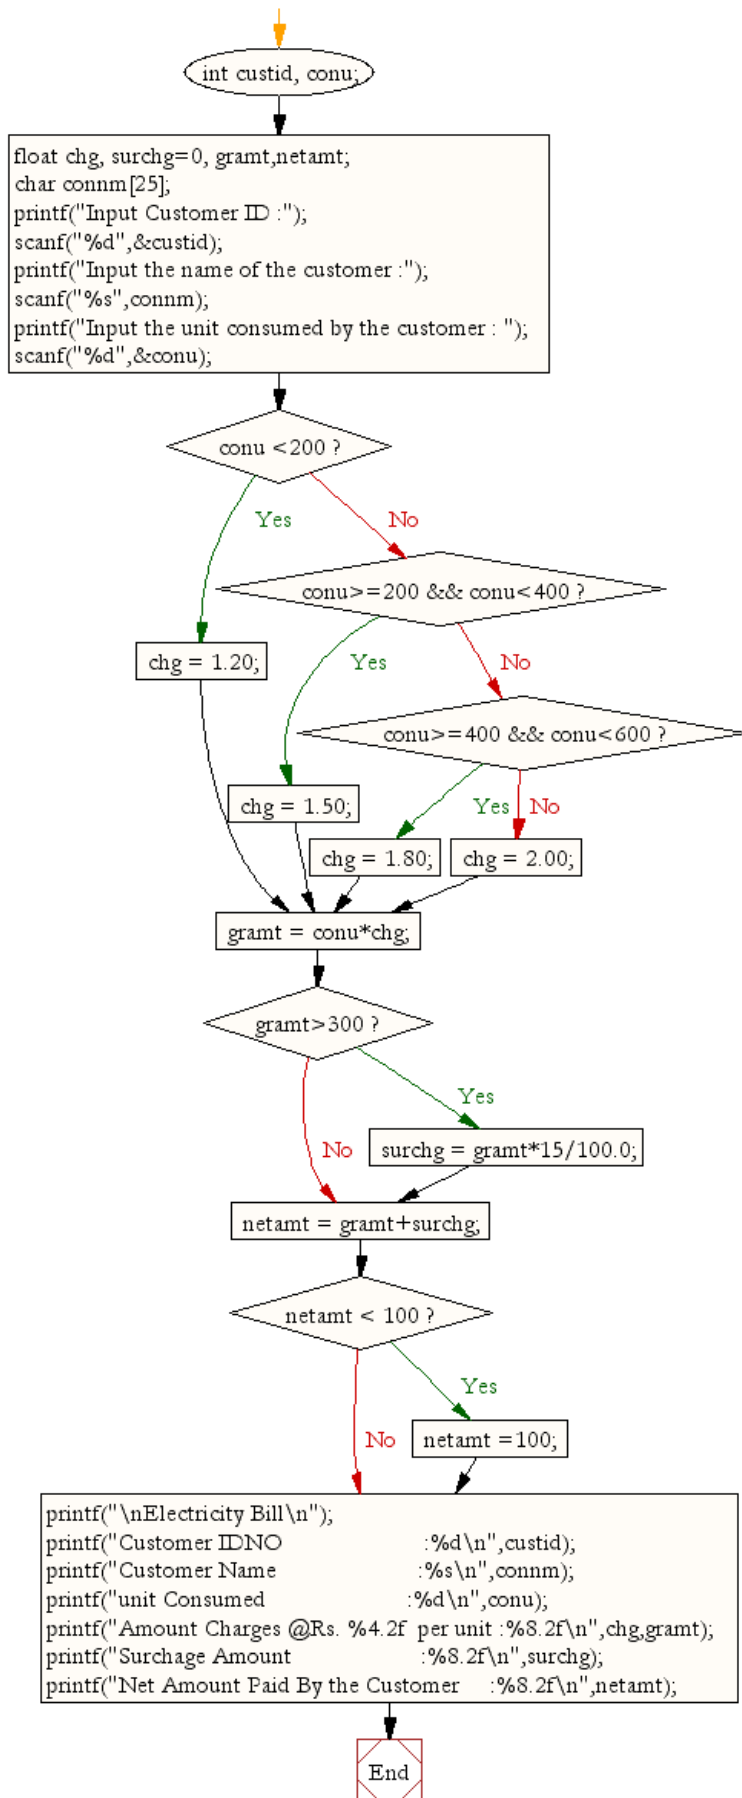 int custid, conu;
float chg, surchg=0, gramt,netamt;
char connm[25];
printf("Input Customer ID :");
scanf("%d",&custid);
printf("Input the name of the customer :");
scanf("%s",connm);
printf("Input the unit consumed by the customer : ");
scanf("%d",&conu);
conu <200 ?
Yes
No
conu>=200 && conu<400 ?
chg = 1.20;
Yes
No
conu>=400 && conu<600 ?
chg = 1.50;
Yes
No
chg = 1.80;
chg = 2.00;
gramt = conu*chg;
gramt>300 ?
Yes
No
surchg = gramt*15/100.0;
netamt = gramt+surchg;
netamt < 100 ?
Yes
No
netamt =100;
printf("\nElectricity Bill\n");
printf("Customer IDNO                       :%d\n",custid);
printf("Customer Name                       :%s\n",connm);
printf("unit Consumed                       :%d\n",conu);
printf("Amount Charges @Rs. %4.2f  per unit :%8.2f\n",chg,gramt);
printf("Surchage Amount                     :%8.2f\n",surchg);
printf("Net Amount Paid By the Customer     :%8.2f\n",netamt);
End